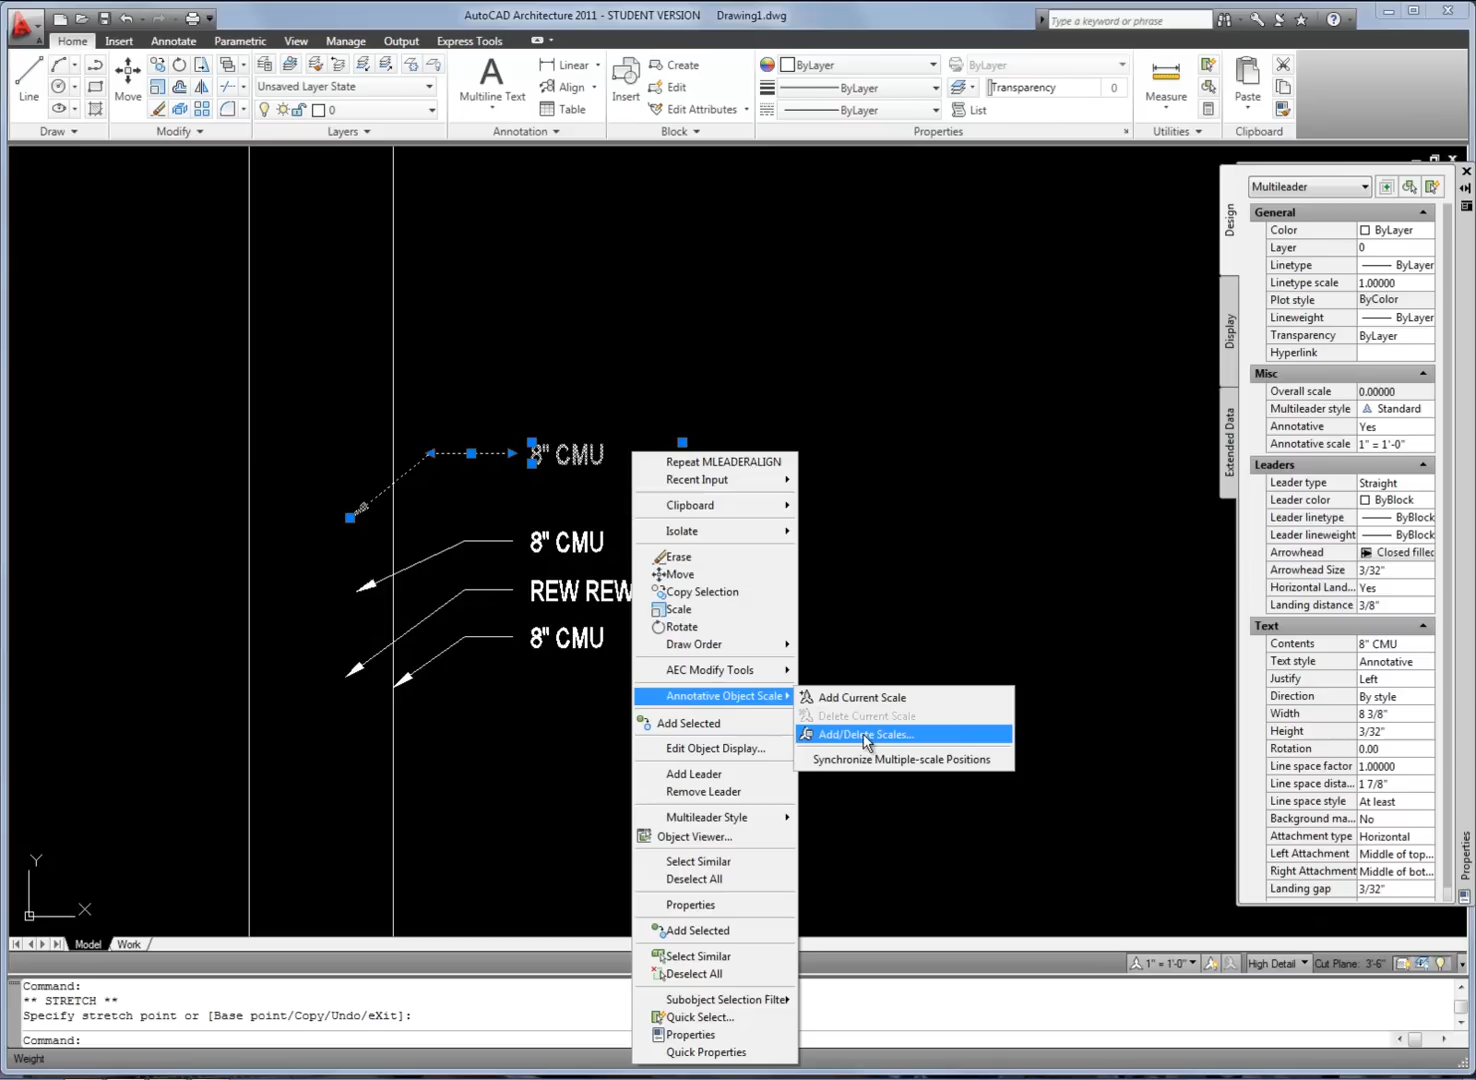 AutoCAD Architecture 2011 - STUDENT VERSION Drawing1.dwg
Type a keyword or phrase
Home Insert Annotate Parametric View Manage Output Express Tools
Line
Move
Unsaved Layer State
0
Multiline Text
Linear
Align
Table
Insert
Create
Edit
Edit Attributes
ByLayer
ByLayer
ByLayer
ByLayer
Transparency 0
List
Measure
Paste
Draw Modify Layers Annotation Block Properties Utilities Clipboard
8" CMU
8" CMU
REW REW
8" CMU
Y
X
Repeat MLEADERALIGN
Recent Input
Clipboard
Isolate
Erase
Move
Copy Selection
Scale
Rotate
Draw Order
AEC Modify Tools
Annotative Object Scale
Add Selected
Edit Object Display...
Add Leader
Remove Leader
Multileader Style
Object Viewer...
Select Similar
Deselect All
Properties
Add Selected
Select Similar
Deselect All
Subobject Selection Filte
Quick Select...
Properties
Quick Properties
Add Current Scale
Delete Current Scale
Add/Delete Scales...
Synchronize Multiple-scale Positions
Design
Display
Extended Data
Properties
Multileader
General
Color ByLayer
Layer 0
Linetype ByLayer
Linetype scale 1.00000
Plot style ByColor
Lineweight ByLayer
Transparency ByLayer
Hyperlink
Misc
Overall scale 0.00000
Multileader style Standard
Annotative Yes
Annotative scale 1" = 1'-0"
Leaders
Leader type Straight
Leader color ByBlock
Leader linetype ByBlock
Leader lineweight ByBlock
Arrowhead Closed filled
Arrowhead Size 3/32"
Horizontal Land... Yes
Landing distance 3/8"
Text
Contents 8" CMU
Text style Annotative
Justify Left
Direction By style
Width 8 3/8"
Height 3/32"
Rotation 0.00
Line space factor 1.00000
Line space dista... 1 7/8"
Line space style At least
Background ma... No
Attachment type Horizontal
Left Attachment Middle of top...
Right Attachment Middle of bot...
Landing gap 3/32"
Model Work
1" = 1'-0" High Detail Cut Plane: 3'-6"
Command:
** STRETCH **
Specify stretch point or [Base point/Copy/Undo/eXit]:
Command:
Weight